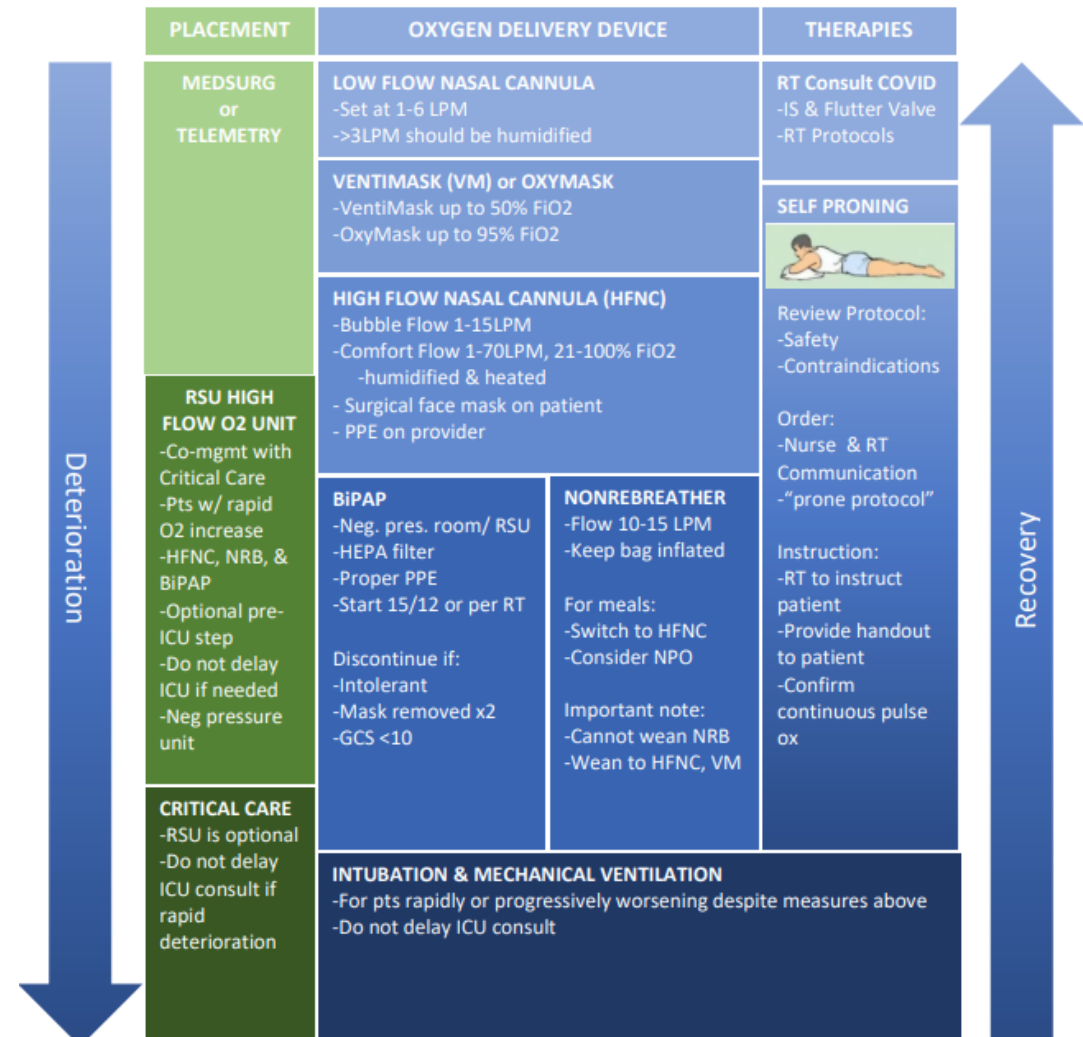 PLACEMENT
OXYGEN DELIVERY DEVICE
THERAPIES
Deterioration
MEDSURG
or
TELEMETRY
RSU HIGH
FLOW O2 UNIT
-Co-mgmt with
Critical Care
-Pts w/ rapid
O2 increase
-HFNC, NRB, &
BiPAP
-Optional pre-
ICU step
-Do not delay
ICU if needed
-Neg pressure
unit
CRITICAL CARE
-RSU is optional
-Do not delay
ICU consult if
rapid
deterioration
LOW FLOW NASAL CANNULA
-Set at 1-6 LPM
->3LPM should be humidified
VENTIMASK (VM) or OXYMASK
-VentiMask up to 50% FiO2
-OxyMask up to 95% FiO2
HIGH FLOW NASAL CANNULA (HFNC)
-Bubble Flow 1-15LPM
-Comfort Flow 1-70LPM, 21-100% FiO2
-humidified & heated
- Surgical face mask on patient
- PPE on provider
BiPAP
-Neg. pres. room/ RSU
-HEPA filter
-Proper PPE
-Start 15/12 or per RT
Discontinue if:
-Intolerant
-Mask removed x2
-GCS <10
NONREBREATHER
-Flow 10-15 LPM
-Keep bag inflated
For meals:
-Switch to HFNC
-Consider NPO
Important note:
-Cannot wean NRB
-Wean to HFNC, VM
INTUBATION & MECHANICAL VENTILATION
-For pts rapidly or progressively worsening despite measures above
-Do not delay ICU consult
RT Consult COVID
-IS & Flutter Valve
-RT Protocols
SELF PRONING
Review Protocol:
-Safety
-Contraindications
Order:
-Nurse & RT
Communication
-“prone protocol”
Instruction:
-RT to instruct
patient
-Provide handout
to patient
-Confirm
continuous pulse
ox
Recovery